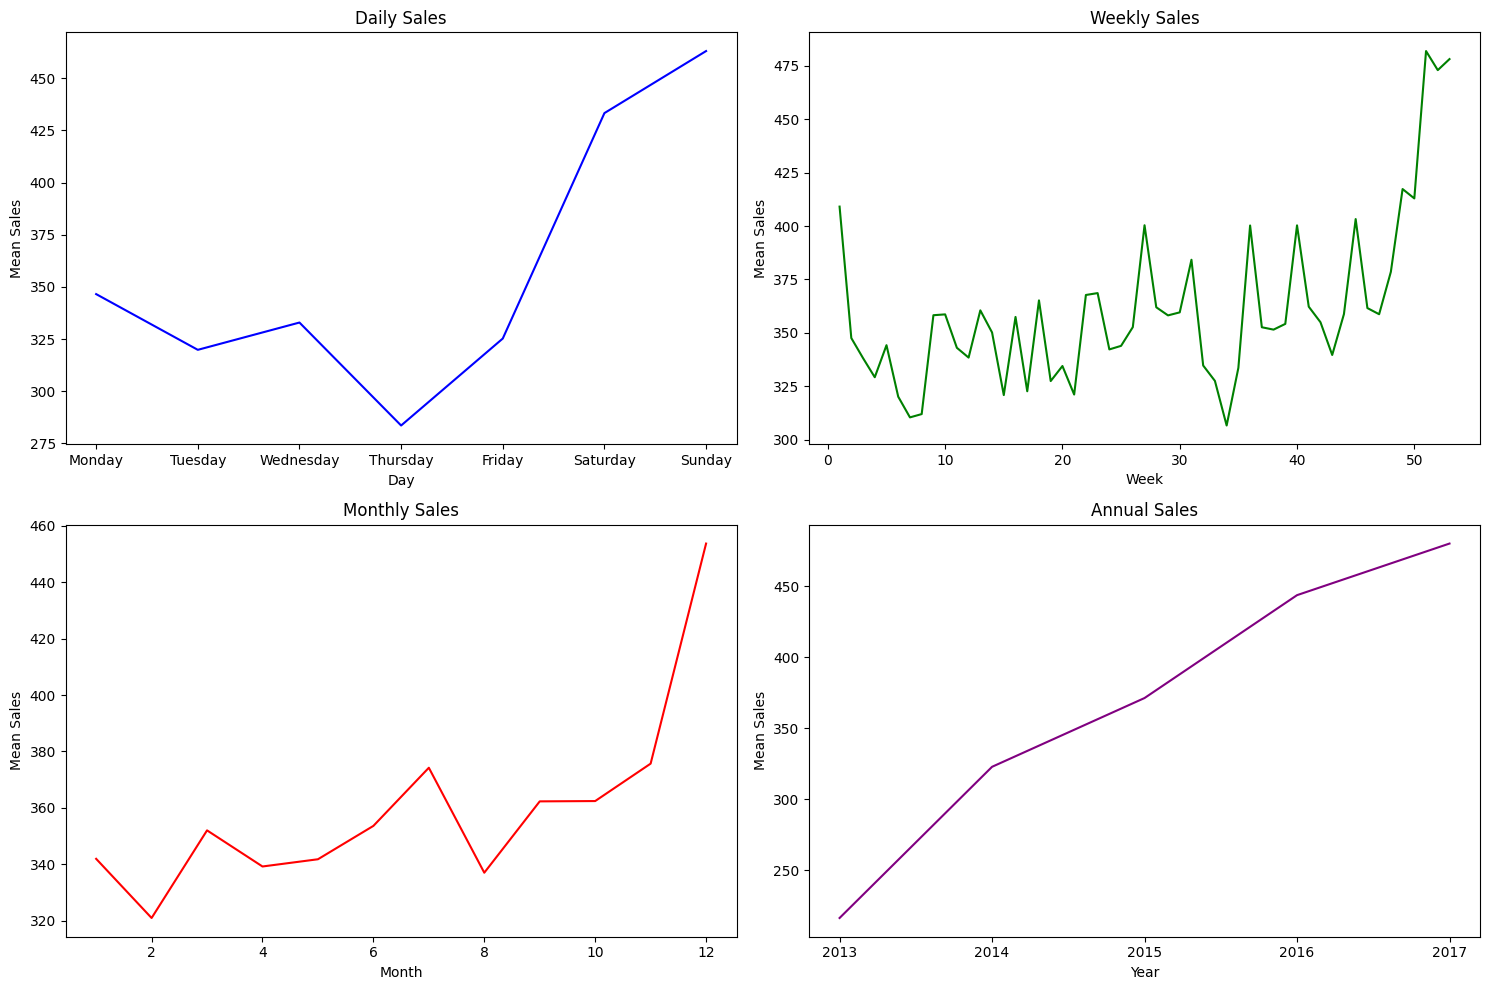 Daily Sales
Mean Sales
450
425
400
375
350
325
300
275
Monday Tuesday Wednesday Thursday Friday Saturday Sunday
Day
Weekly Sales
Mean Sales
475
450
425
400
375
350
325
300
0 10 20 30 40 50
Week
Monthly Sales
Mean Sales
460
440
420
400
380
360
340
320
2 4 6 8 10 12
Month
Annual Sales
Mean Sales
450
400
350
300
250
2013 2014 2015 2016 2017
Year